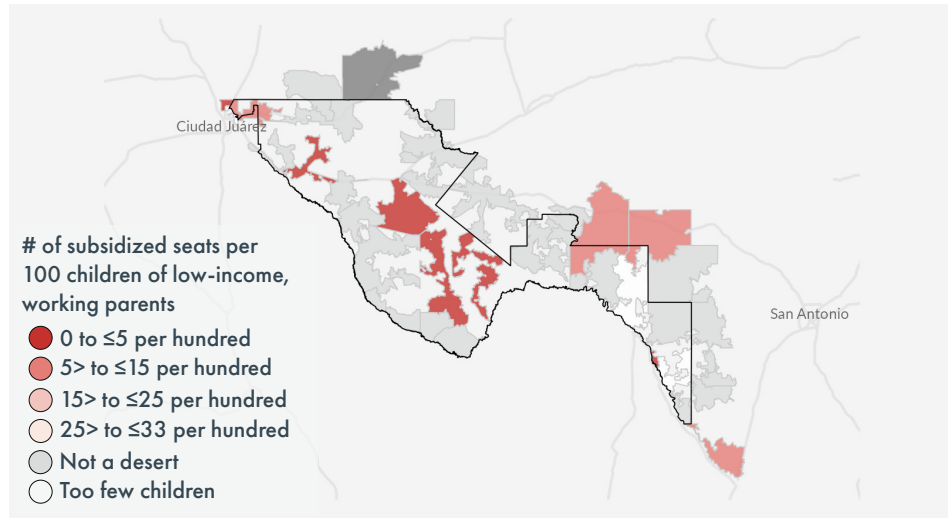 Ciudad Juárez
# of subsidized seats per
100 children of low-income,
working parents
0 to ≤5 per hundred
5> to ≤15 per hundred
15> to ≤25 per hundred
25> to ≤33 per hundred
Not a desert
Too few children
San Antonio